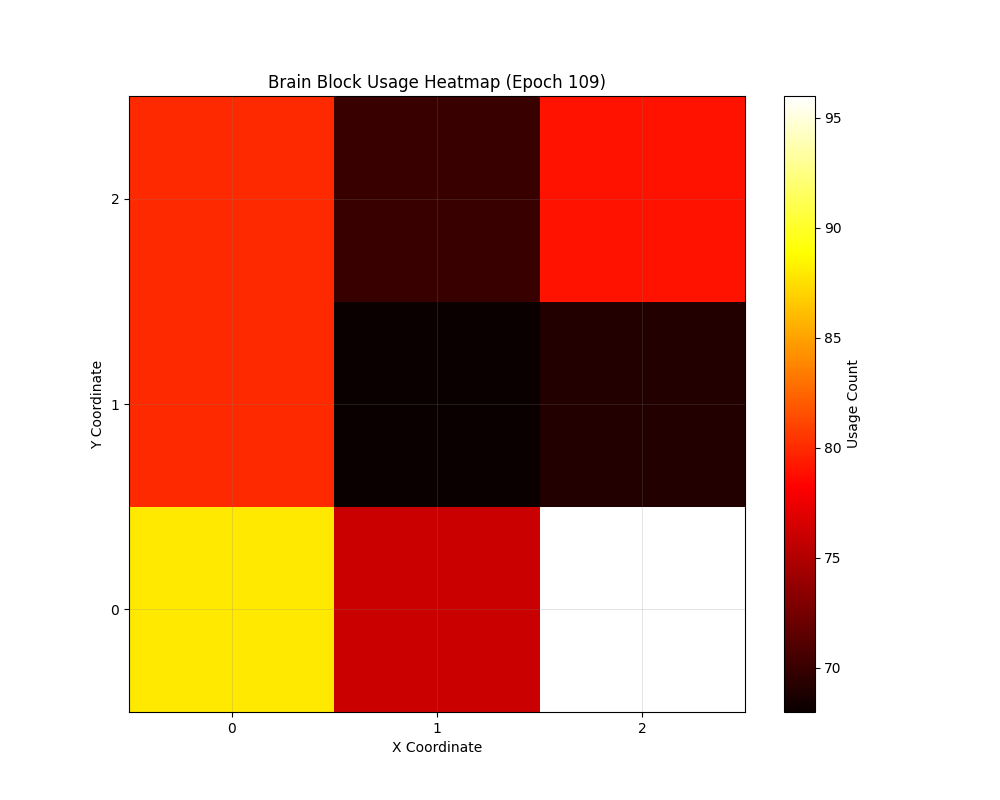 Brain Block Usage Heatmap (Epoch 109)
2
1
0
Y Coordinate
0 1 2
X Coordinate
95
90
85
80
75
70
Usage Count